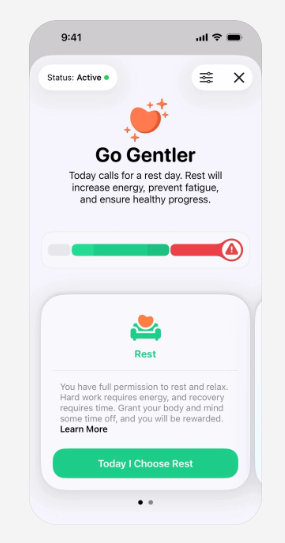 9:41
Status: Active
Go Gentler
Today calls for a rest day. Rest will
increase energy, prevent fatigue,
and ensure healthy progress.
Rest
You have full permission to rest and relax.
Hard work requires energy, and recovery
requires time. Grant your body and mind
some time off, and you will be rewarded.
Learn More
Today I Choose Rest